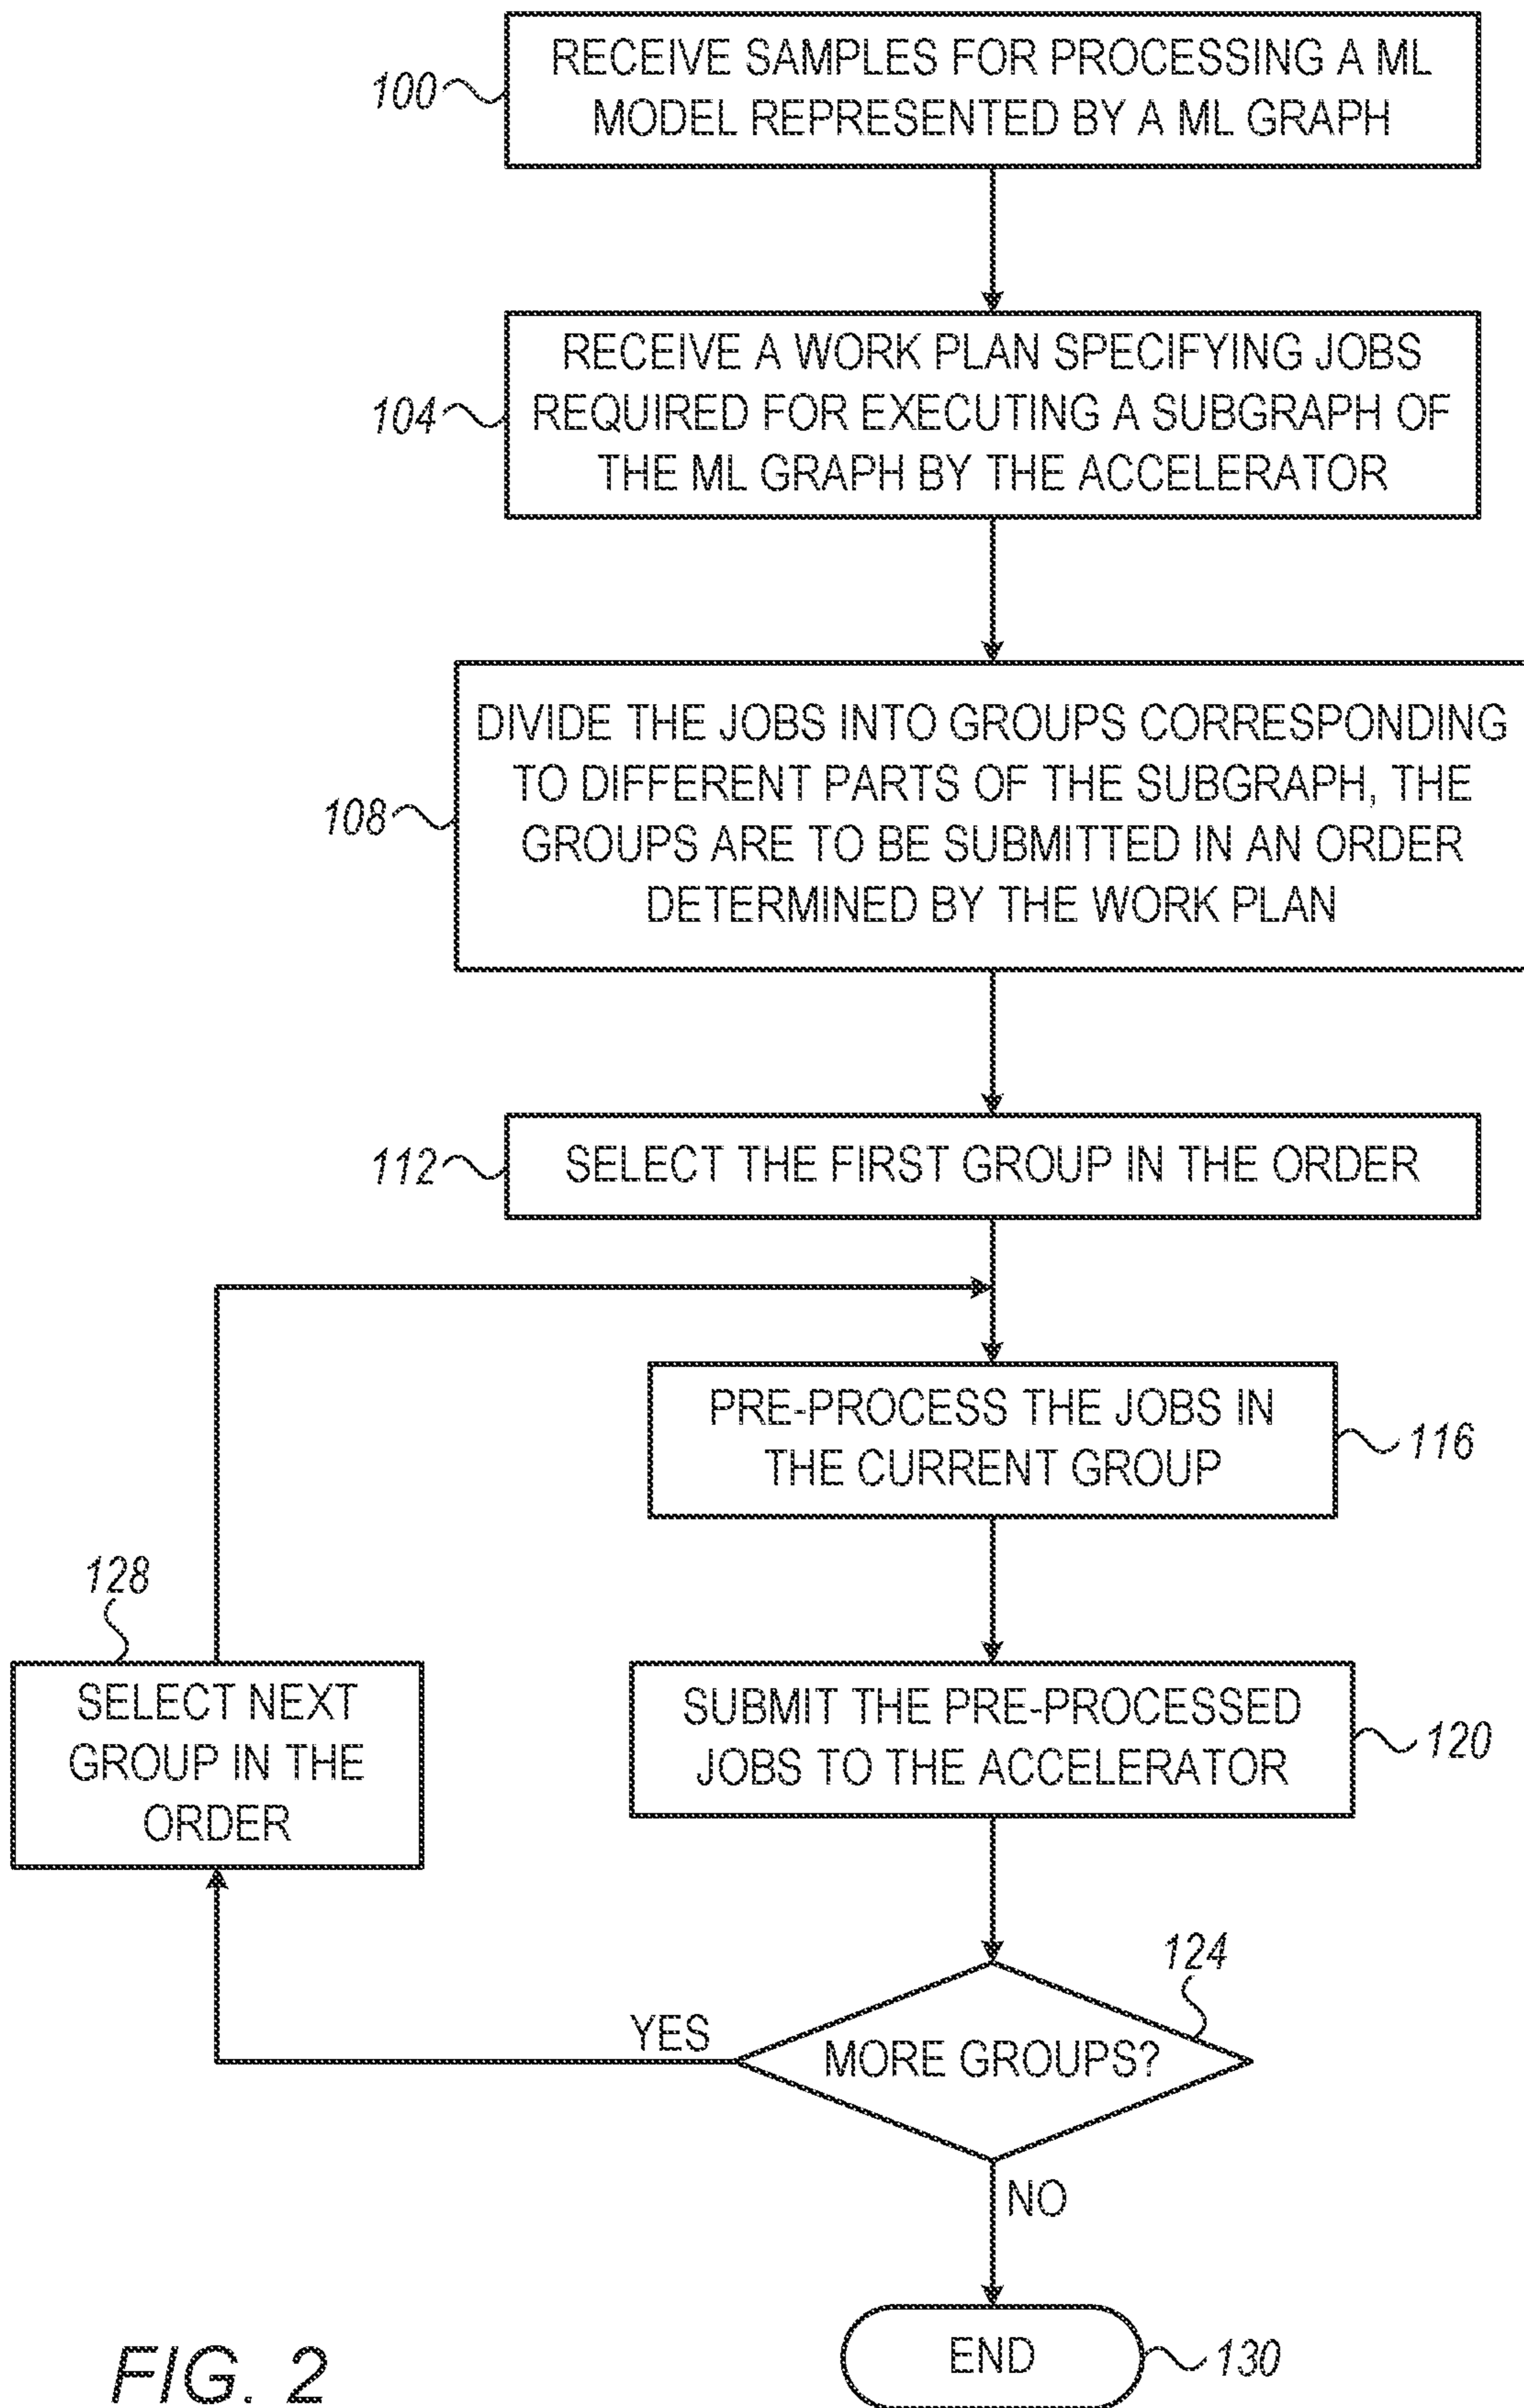 100
RECEIVE SAMPLES FOR PROCESSING A ML
MODEL REPRESENTED BY A ML GRAPH
104
RECEIVE A WORK PLAN SPECIFYING JOBS
REQUIRED FOR EXECUTING A SUBGRAPH OF
THE ML GRAPH BY THE ACCELERATOR
108
DIVIDE THE JOBS INTO GROUPS CORRESPONDING
TO DIFFERENT PARTS OF THE SUBGRAPH, THE
GROUPS ARE TO BE SUBMITTED IN AN ORDER
DETERMINED BY THE WORK PLAN
112
SELECT THE FIRST GROUP IN THE ORDER
PRE-PROCESS THE JOBS IN
THE CURRENT GROUP
116
128
SELECT NEXT
GROUP IN THE
ORDER
SUBMIT THE PRE-PROCESSED
JOBS TO THE ACCELERATOR
120
124
YES
MORE GROUPS?
NO
END
130
FIG. 2